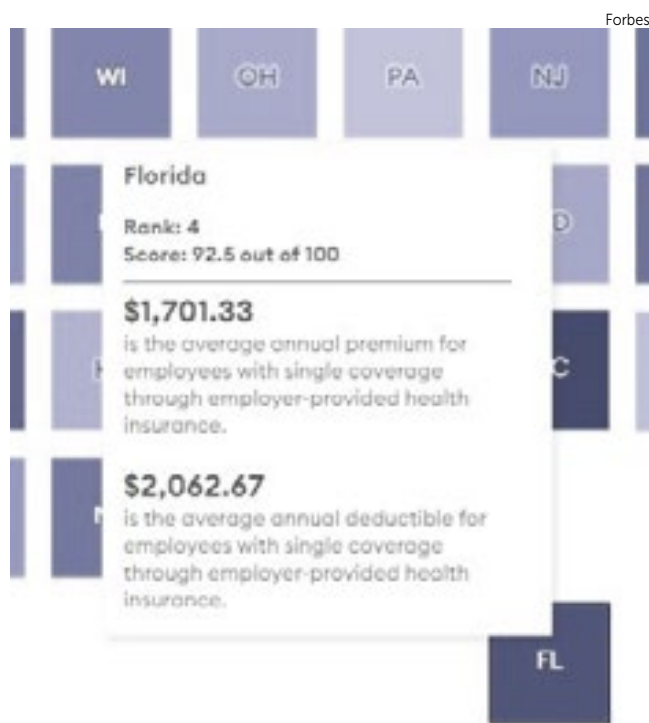 Forbes
WI
OH
PA
NJ
Florida
Rank: 4
Score: 92.5 out of 100
$1,701.33
is the average annual premium for
employees with single coverage
through employer-provided health
insurance.
$2,062.67
is the average annual deductible for
employees with single coverage
through employer-provided health
insurance.
FL